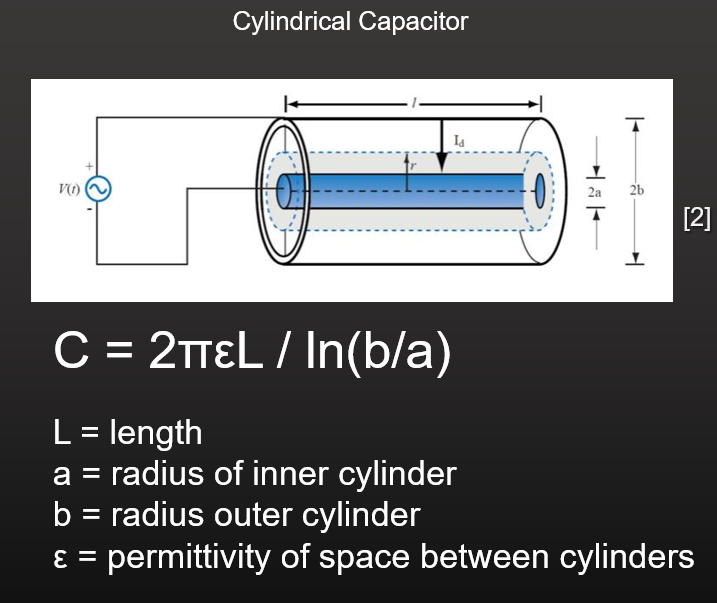 Cylindrical Capacitor
l
I_d
r
+
V(t)
-
2a
2b
[2]
C = 2πεL / ln(b/a)
L = length
a = radius of inner cylinder
b = radius outer cylinder
ε = permittivity of space between cylinders